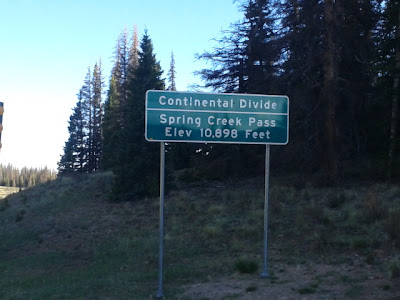 Continental Divide
Spring Creek Pass
Elev 10,898 Feet